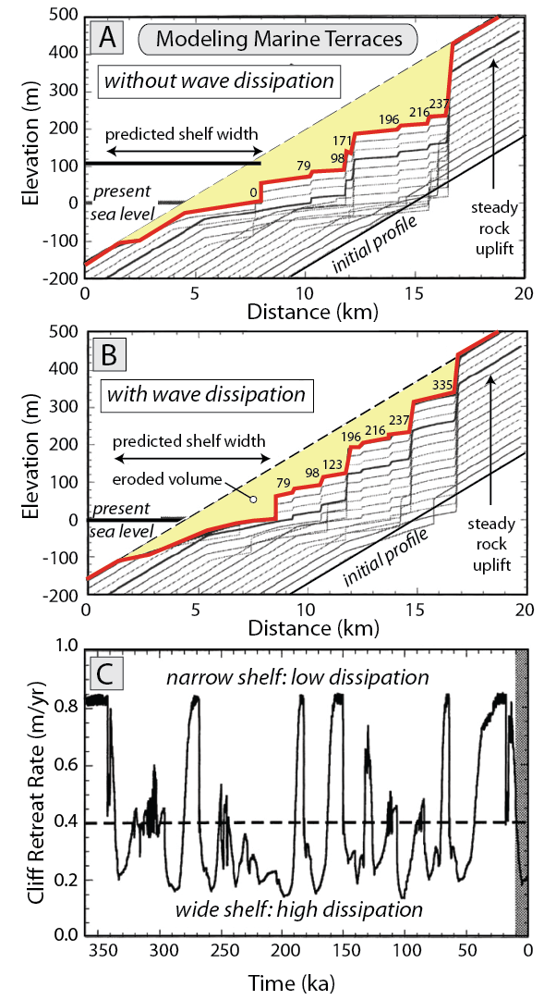 A
Modeling Marine Terraces
without wave dissipation
predicted shelf width
present
sea level
0
79
98
171
196
216
237
initial profile
steady
rock
uplift
Elevation (m)
500
400
300
200
100
0
-100
-200
0
5
10
15
20
Distance (km)
B
with wave dissipation
predicted shelf width
eroded volume
present
sea level
79
98
123
196
216
237
335
initial profile
steady
rock
uplift
Elevation (m)
500
400
300
200
100
0
-100
-200
0
5
10
15
20
Distance (km)
C
narrow shelf: low dissipation
wide shelf: high dissipation
Cliff Retreat Rate (m/yr)
1.0
0.8
0.6
0.4
0.2
0.0
350
300
250
200
150
100
50
0
Time (ka)